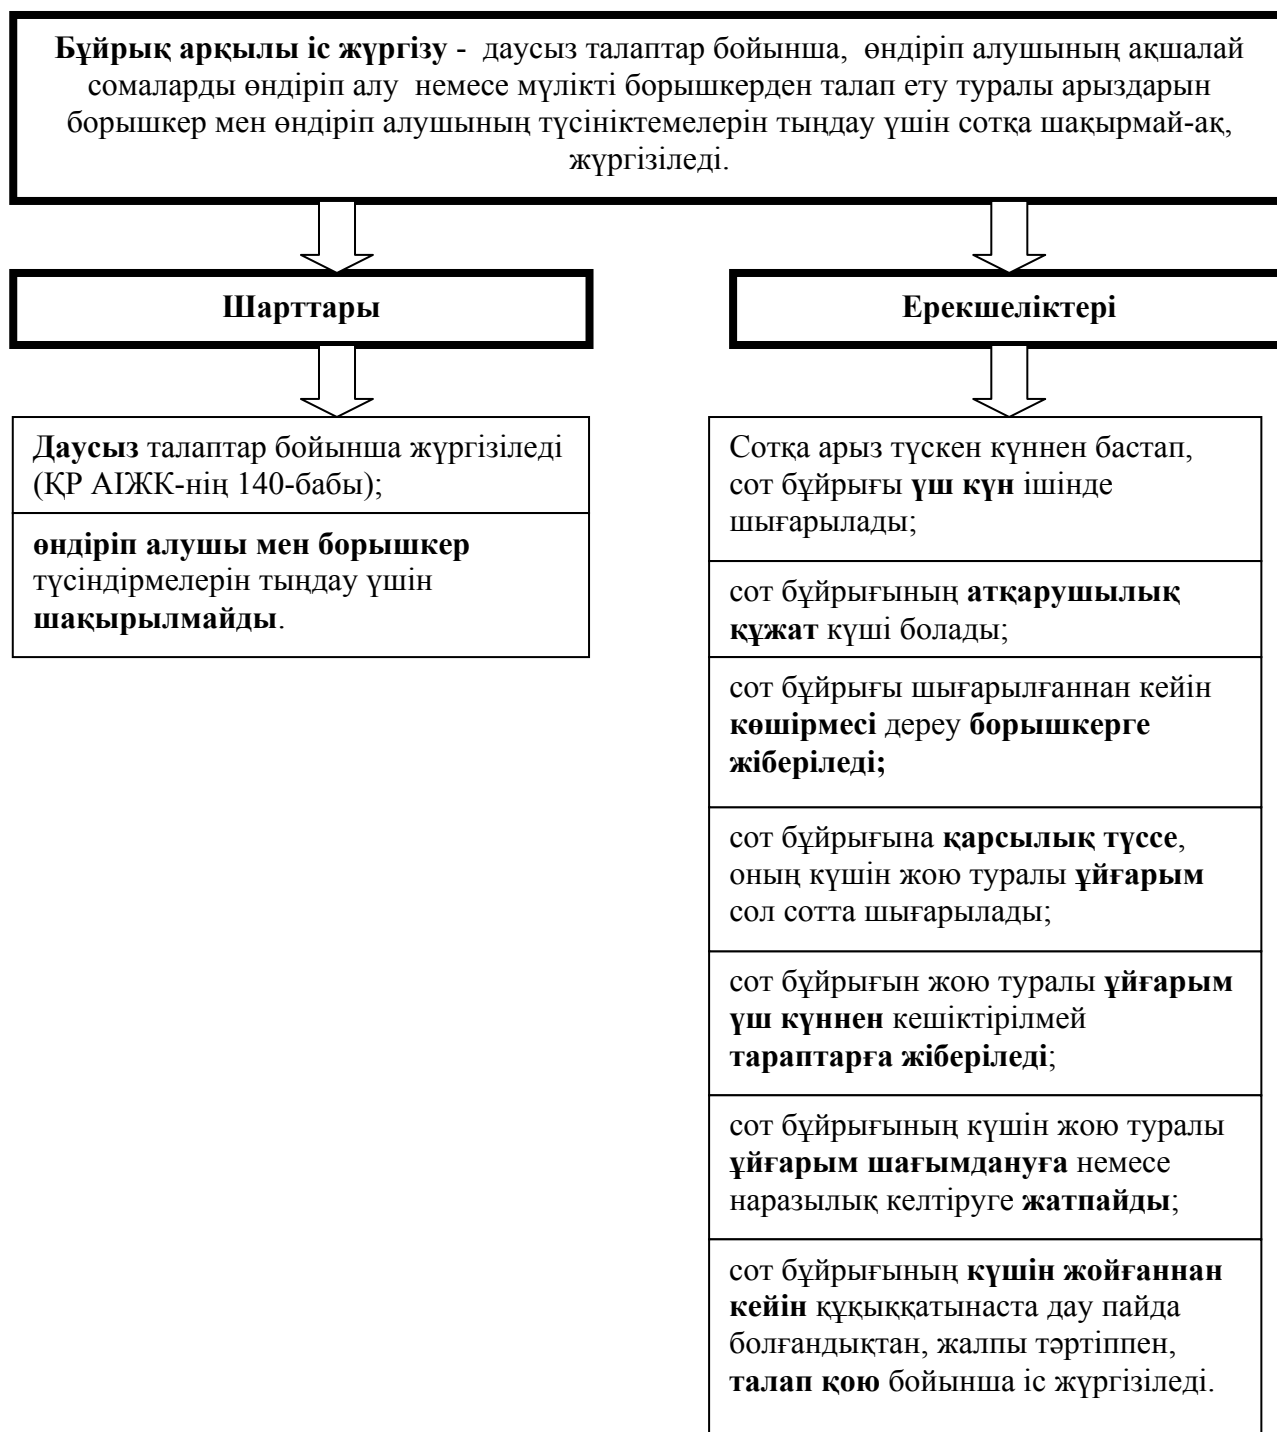 Бұйрық арқылы іс жүргізу - даусыз талаптар бойынша, өндіріп алушының ақшалай
сомаларды өндіріп алу немесе мүлікті борышкерден талап ету туралы арыздарын
борышкер мен өндіріп алушының түсініктемелерін тыңдау үшін сотқа шақырмай-ақ,
жүргізіледі.
Шарттары
Даусыз талаптар бойынша жүргізіледі
(ҚР АІЖК-нің 140-бабы);
өндіріп алушы мен борышкер
түсіндірмелерін тыңдау үшін
шақырылмайды.
Ерекшеліктері
Сотқа арыз түскен күннен бастап,
сот бұйрығы үш күн ішінде
шығарылады;
сот бұйрығының атқарушылық
құжат күші болады;
сот бұйрығы шығарылғаннан кейін
көшірмесі дереу борышкерге
жіберіледі;
сот бұйрығына қарсылық түссе,
оның күшін жою туралы ұйғарым
сол сотта шығарылады;
сот бұйрығын жою туралы ұйғарым
үш күннен кешіктірілмей
тараптарға жіберіледі;
сот бұйрығының күшін жою туралы
ұйғарым шағымдануға немесе
наразылық келтіруге жатпайды;
сот бұйрығының күшін жойғаннан
кейін құқыққатынаста дау пайда
болғандықтан, жалпы тәртіппен,
талап қою бойынша іс жүргізіледі.